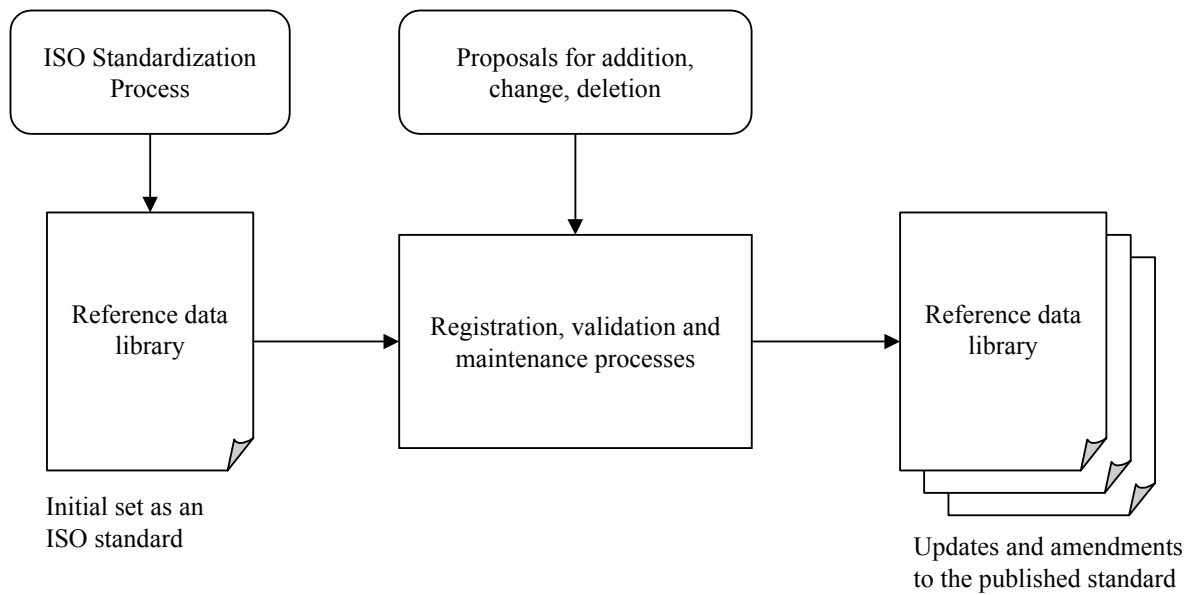 ISO Standardization
Process
Proposals for addition,
change, deletion
Reference data
library
Registration, validation and
maintenance processes
Reference data
library
Initial set as an
ISO standard
Updates and amendments
to the published standard